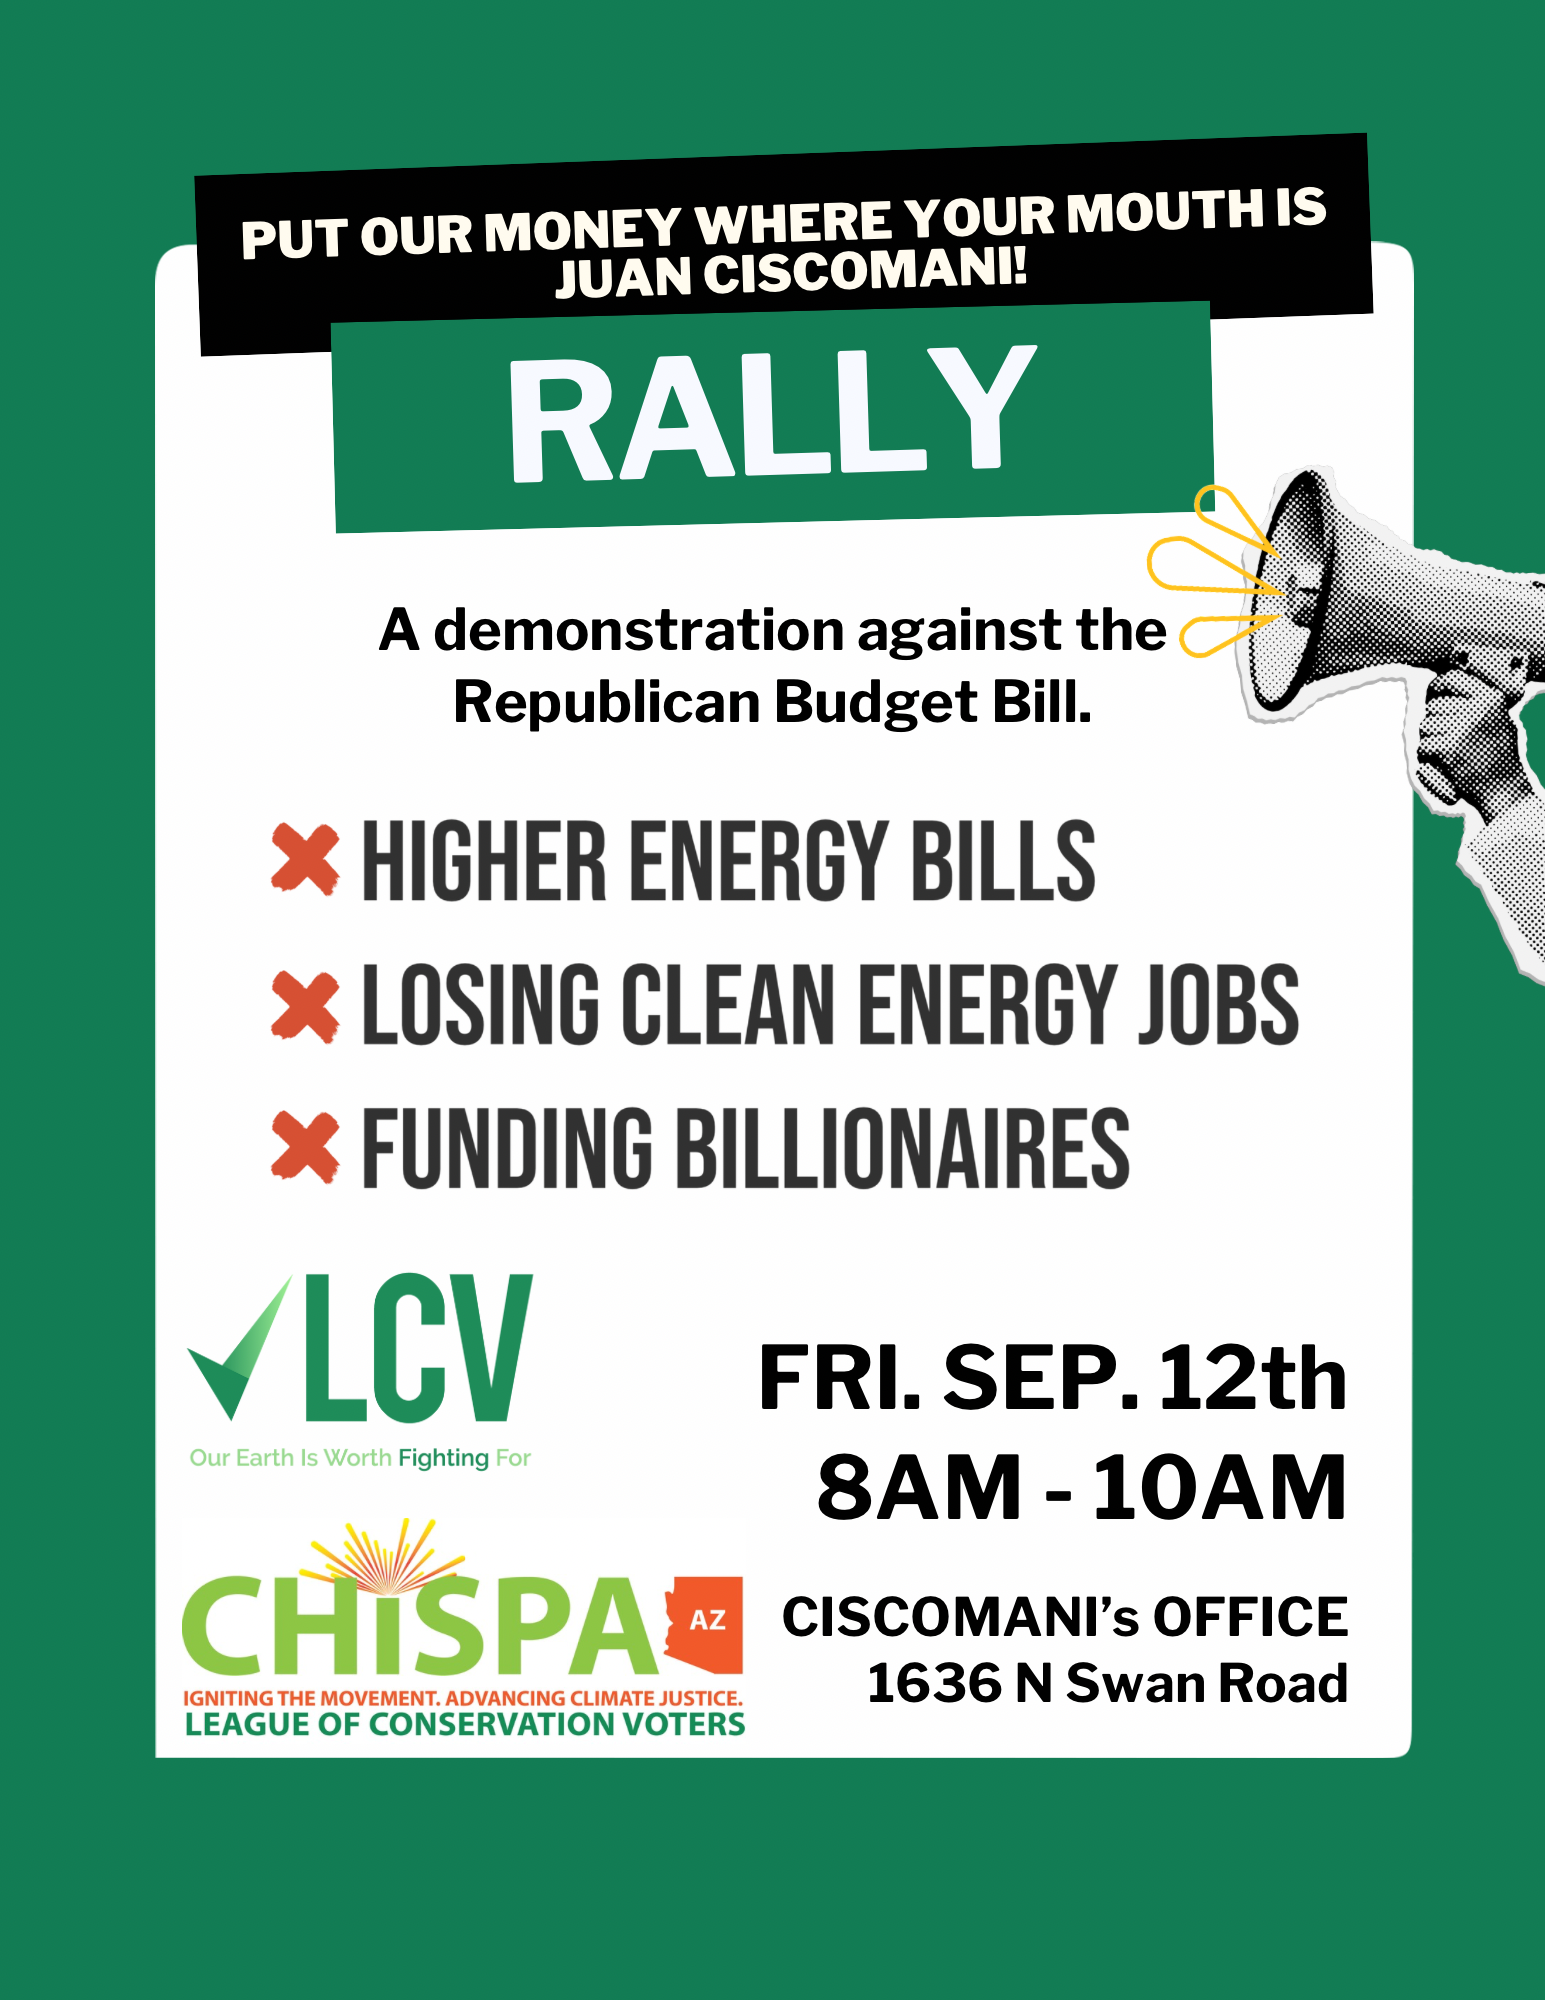 PUT OUR MONEY WHERE YOUR MOUTH IS
JUAN CISCOMANI!
RALLY
A demonstration against the
Republican Budget Bill.
HIGHER ENERGY BILLS
LOSING CLEAN ENERGY JOBS
FUNDING BILLIONAIRES
LCV
Our Earth Is Worth Fighting For
FRI. SEP. 12th
8AM - 10AM
CHiSPA AZ
IGNITING THE MOVEMENT. ADVANCING CLIMATE JUSTICE.
LEAGUE OF CONSERVATION VOTERS
CISCOMANI’s OFFICE
1636 N Swan Road